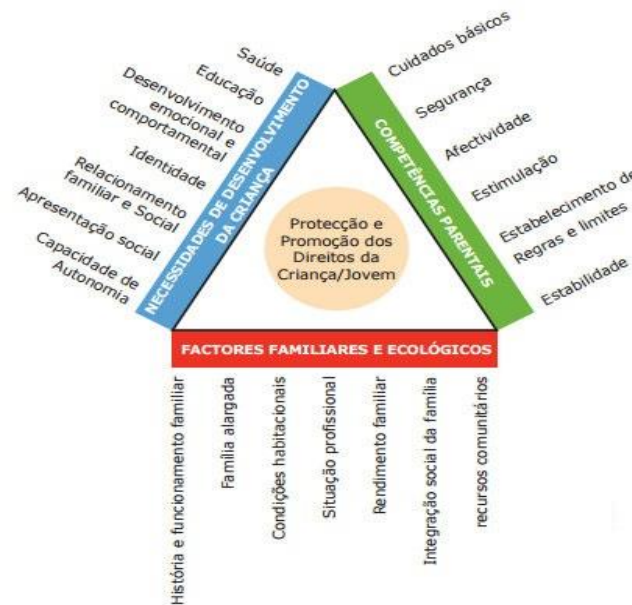 Saúde
Educação
Desenvolvimento
emocional e
comportamental
Identidade
Relacionamento
familiar e Social
Apresentação social
Capacidade de
Autonomia
NECESSIDADES DE DESENVOLVIMENTO
DA CRIANÇA
Cuidados básicos
Segurança
Afectividade
Estimulação
Estabelecimento de
Regras e limites
Estabilidade
COMPETÊNCIAS PARENTAIS
Protecção e
Promoção dos
Direitos da
Criança/Jovem
FACTORES FAMILIARES E ECOLÓGICOS
História e funcionamento familiar
Família alargada
Condições habitacionais
Situação profissional
Rendimento familiar
Integração social da família
recursos comunitários